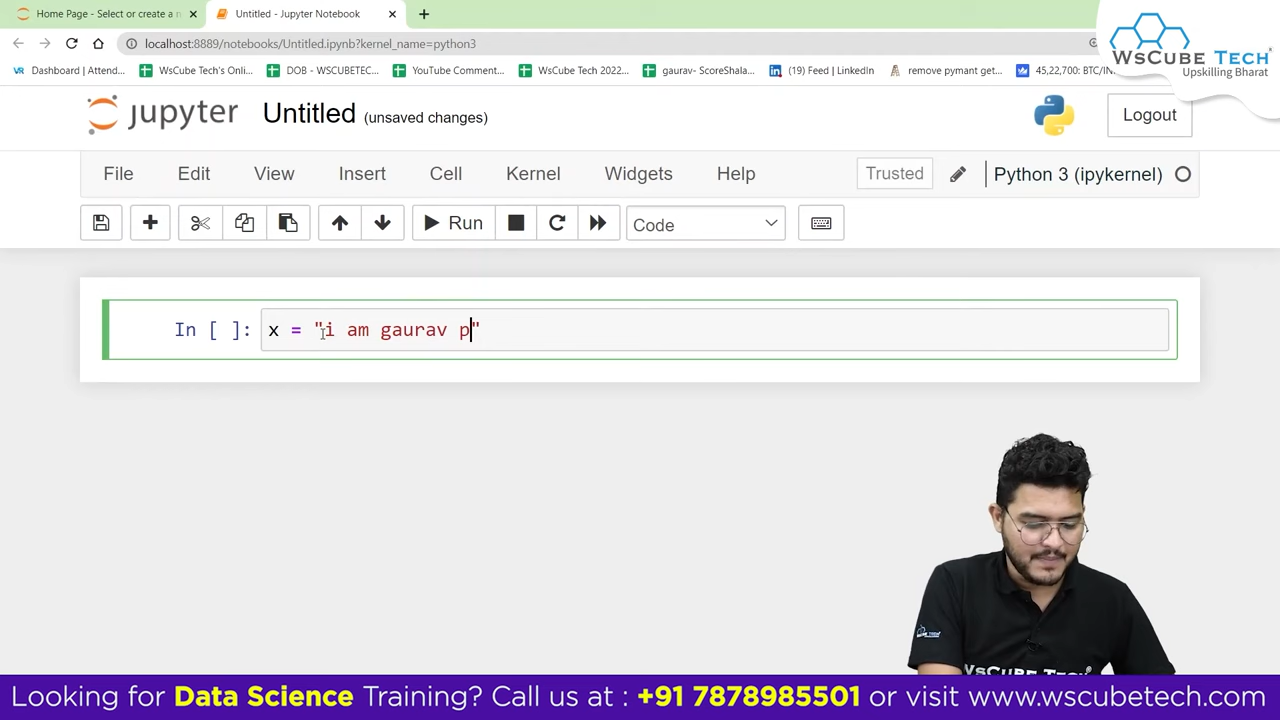 Home Page - Select or create a n
Untitled - Jupyter Notebook
localhost:8889/notebooks/Untitled.ipynb?kernel_name=python3
Dashboard | Attend...
WsCube Tech's Onli...
DOB - WSCUBETEC...
YouTube Comment...
WsCube Tech 2022...
gaurav- ScoreShala...
(19) Feed | LinkedIn
remove pymant get...
45,22,700: BTC/IN
WsCube Tech
Upskilling Bharat
jupyter Untitled (unsaved changes)
Logout
File Edit View Insert Cell Kernel Widgets Help
Trusted
Python 3 (ipykernel)
Run
Code
In [ ]: x = "i am gaurav p"
WSCUBE TECH
Looking for Data Science Training? Call us at : +91 7878985501 or visit www.wscubetech.com